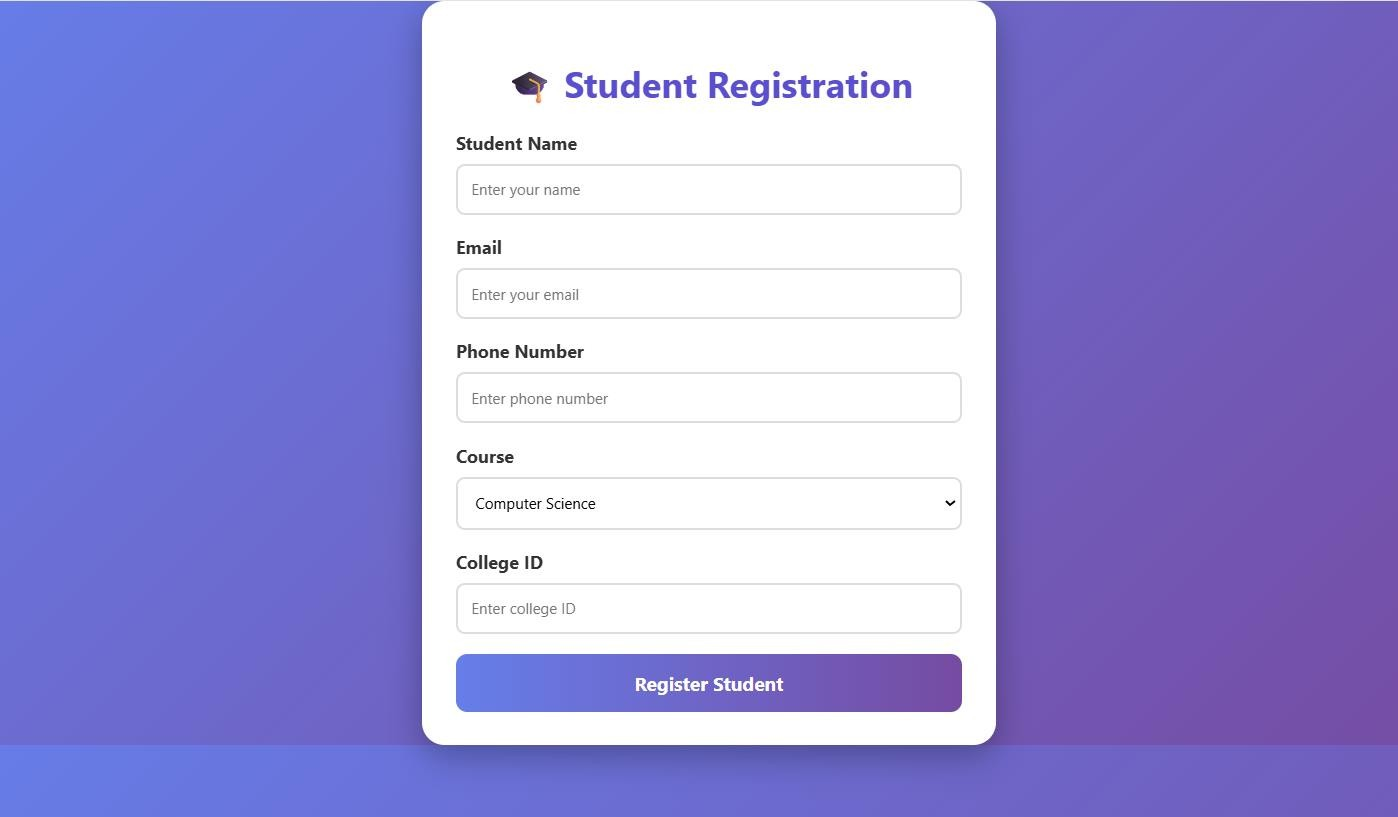 🎓 Student Registration
Student Name
Enter your name
Email
Enter your email
Phone Number
Enter phone number
Course
Computer Science
College ID
Enter college ID
Register Student